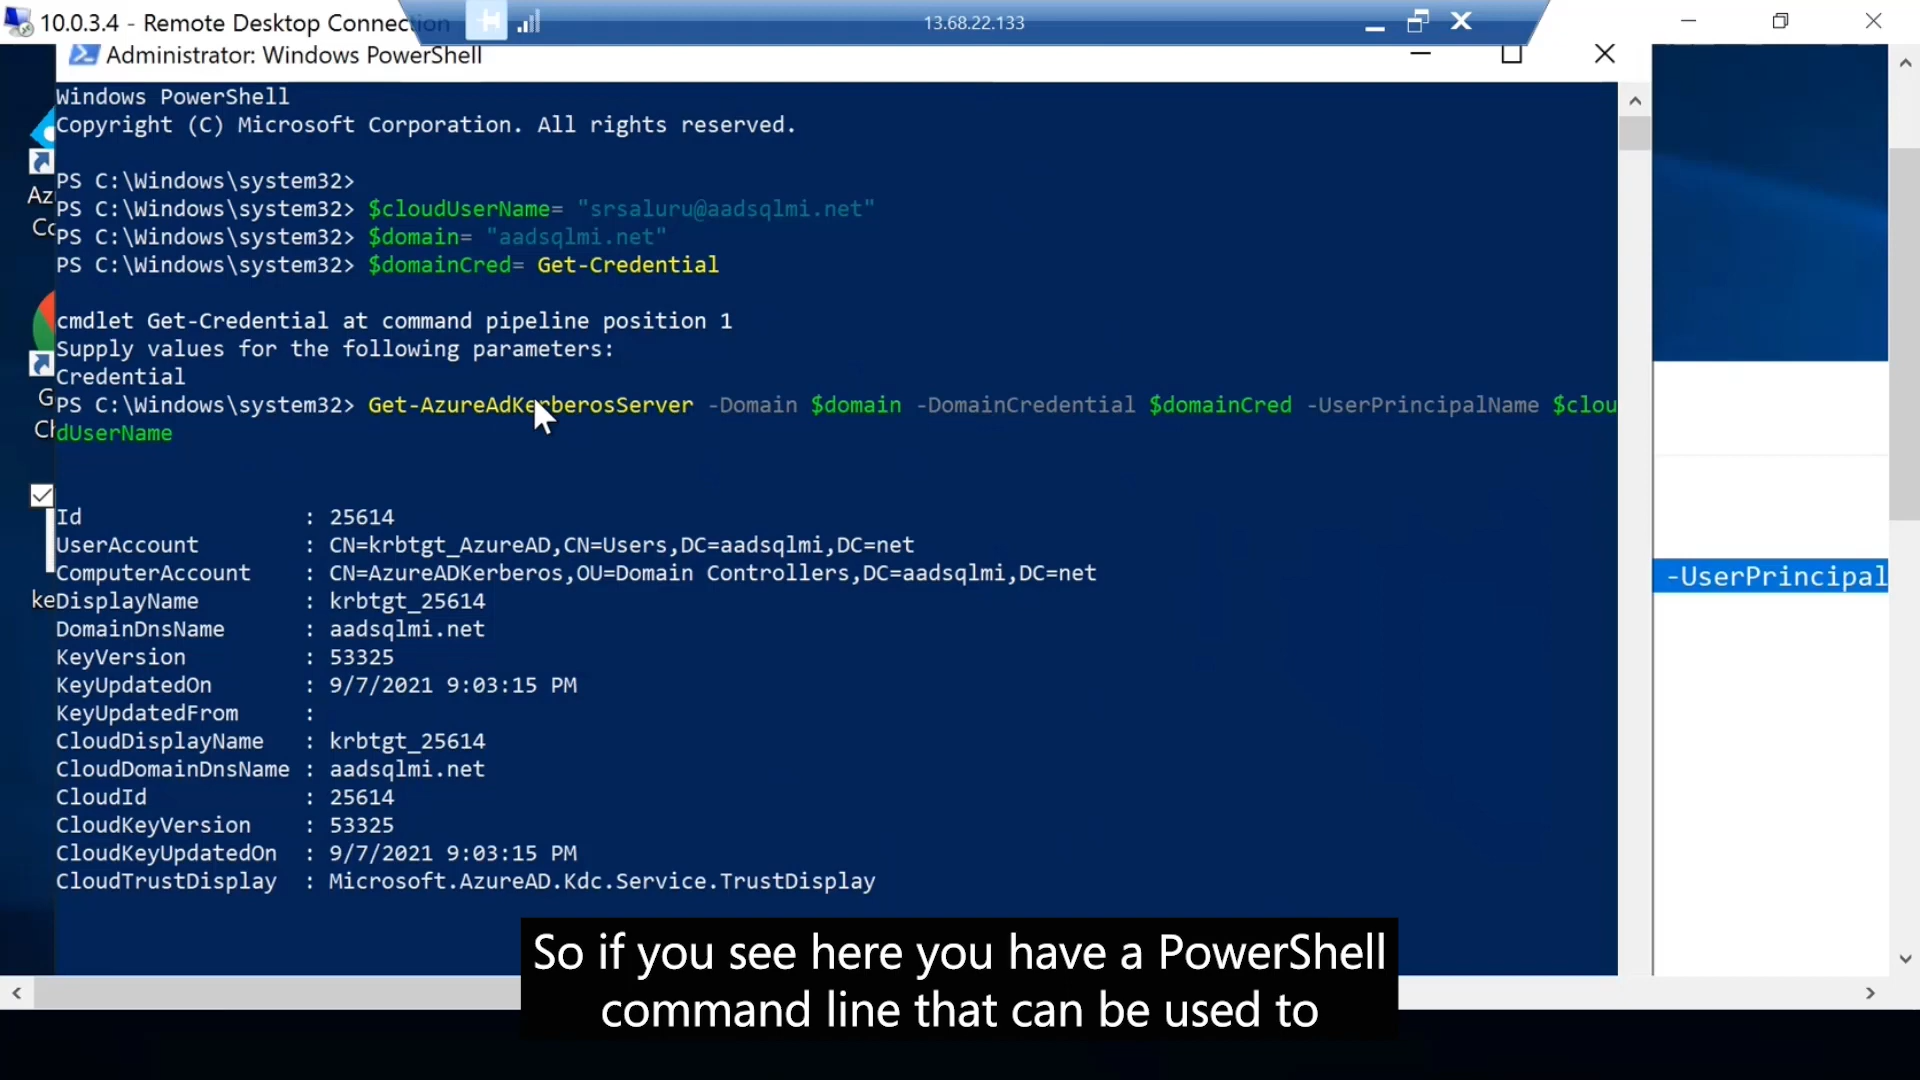 10.0.3.4 - Remote Desktop Connection
13.68.22.133
Administrator: Windows PowerShell
Windows PowerShell
Copyright (C) Microsoft Corporation. All rights reserved.
PS C:\Windows\system32>
PS C:\Windows\system32> $cloudUserName= "srsaluru@aadsqlmi.net"
PS C:\Windows\system32> $domain= "aadsqlmi.net"
PS C:\Windows\system32> $domainCred= Get-Credential
cmdlet Get-Credential at command pipeline position 1
Supply values for the following parameters:
Credential
PS C:\Windows\system32> Get-AzureAdKerberosServer -Domain $domain -DomainCredential $domainCred -UserPrincipalName $clou
dUserName
Id : 25614
UserAccount : CN=krbtgt_AzureAD,CN=Users,DC=aadsqlmi,DC=net
ComputerAccount : CN=AzureADKerberos,OU=Domain Controllers,DC=aadsqlmi,DC=net
DisplayName : krbtgt_25614
DomainDnsName : aadsqlmi.net
KeyVersion : 53325
KeyUpdatedOn : 9/7/2021 9:03:15 PM
KeyUpdatedFrom :
CloudDisplayName : krbtgt_25614
CloudDomainDnsName : aadsqlmi.net
CloudId : 25614
CloudKeyVersion : 53325
CloudKeyUpdatedOn : 9/7/2021 9:03:15 PM
CloudTrustDisplay : Microsoft.AzureAD.Kdc.Service.TrustDisplay
Az
Co
G
Ch
ke
-UserPrincipal
So if you see here you have a PowerShell
command line that can be used to